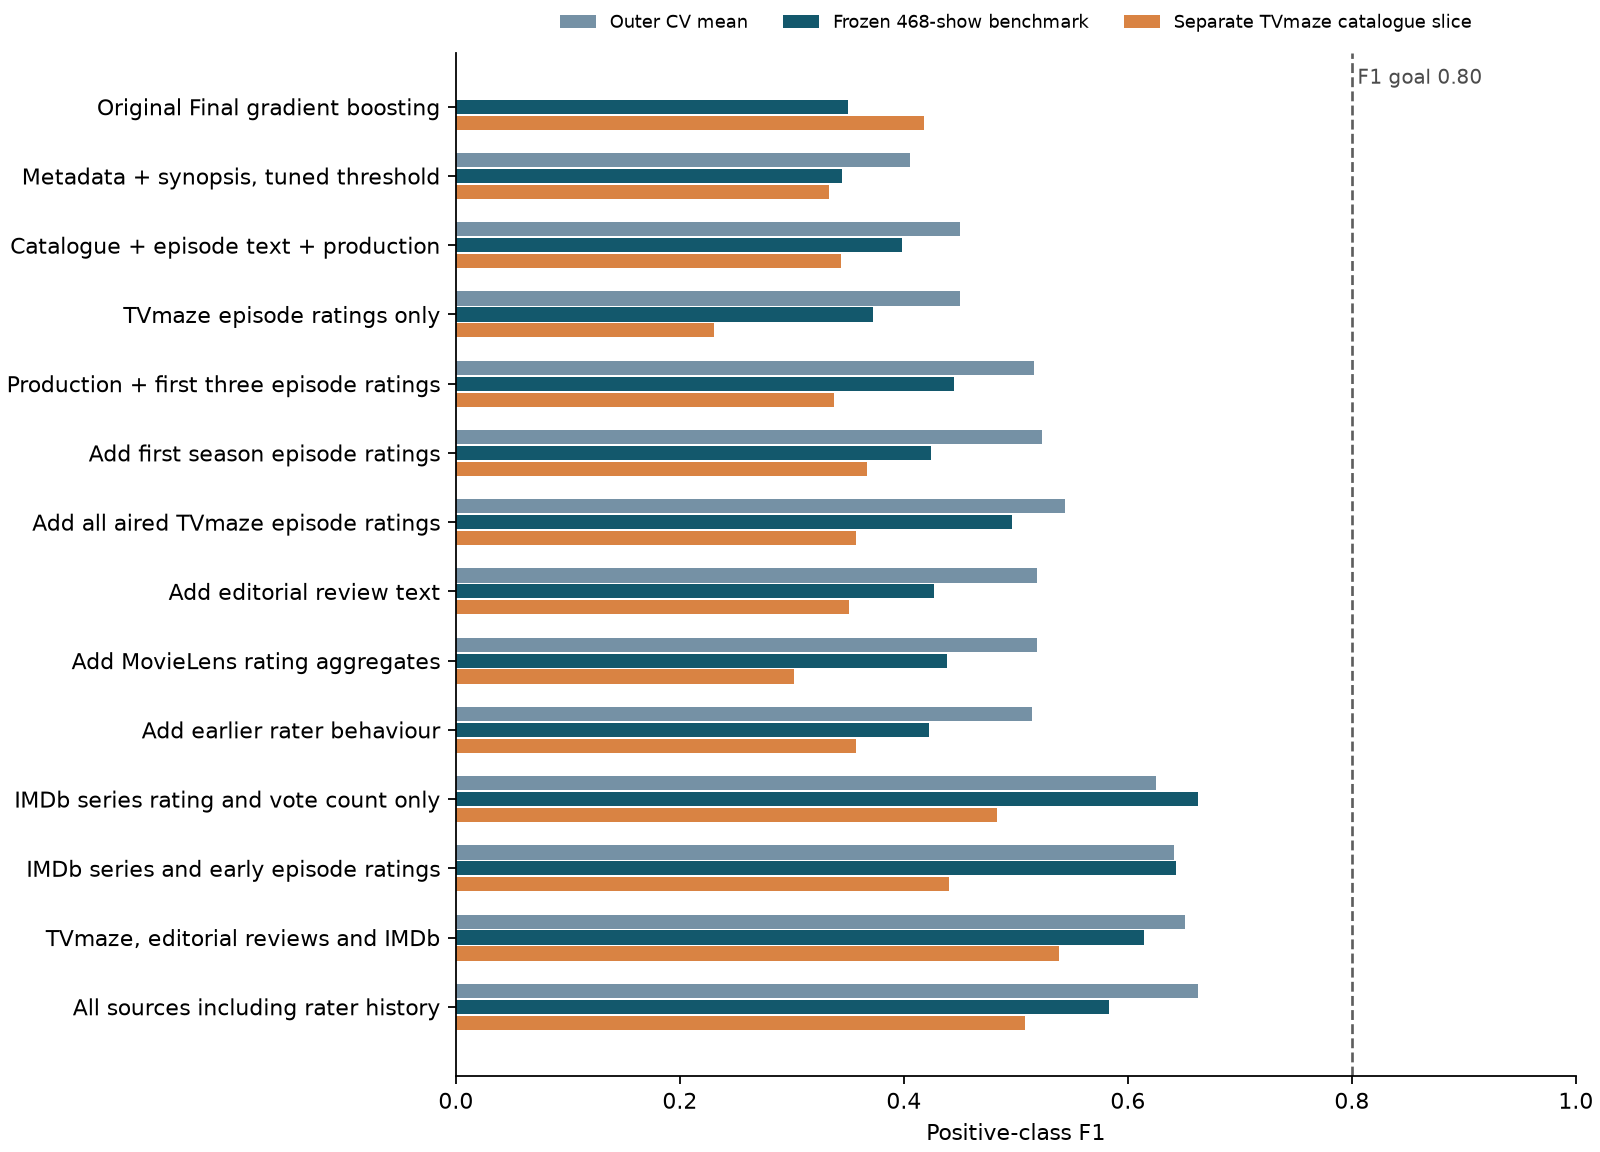 Outer CV mean
Frozen 468-show benchmark
Separate TVmaze catalogue slice
F1 goal 0.80
Original Final gradient boosting
Metadata + synopsis, tuned threshold
Catalogue + episode text + production
TVmaze episode ratings only
Production + first three episode ratings
Add first season episode ratings
Add all aired TVmaze episode ratings
Add editorial review text
Add MovieLens rating aggregates
Add earlier rater behaviour
IMDb series rating and vote count only
IMDb series and early episode ratings
TVmaze, editorial reviews and IMDb
All sources including rater history
0.0 0.2 0.4 0.6 0.8 1.0
Positive-class F1